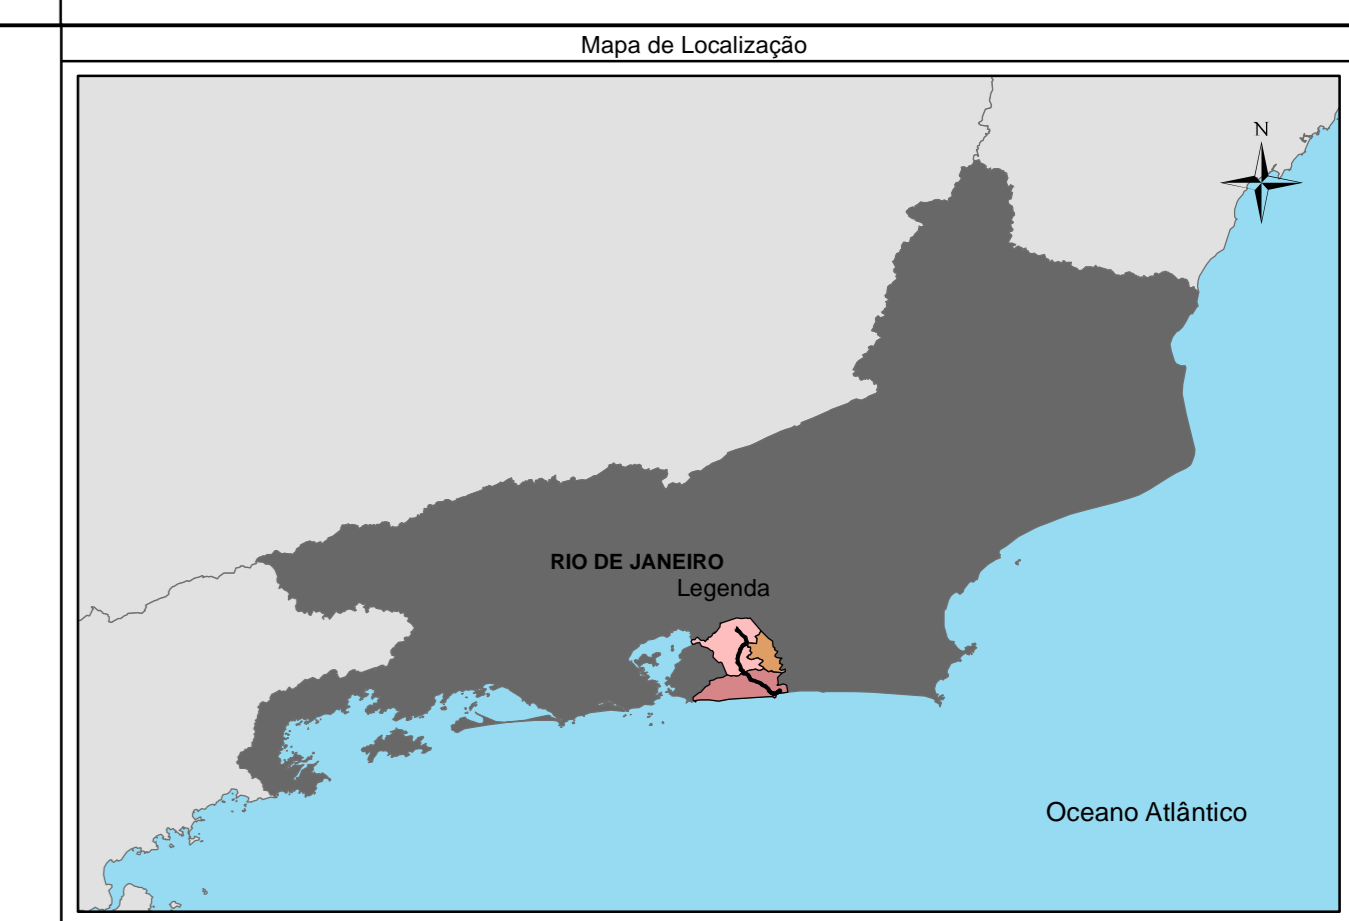 Mapa de Localização
N
RIO DE JANEIRO
Legenda
Oceano Atlântico